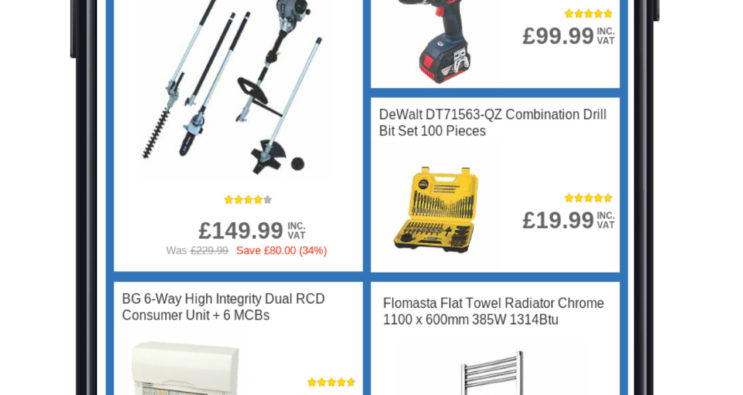 £149.99 INC. VAT
Was £229.99 Save £80.00 (34%)
£99.99 INC. VAT
DeWalt DT71563-QZ Combination Drill
Bit Set 100 Pieces
£19.99 INC. VAT
BG 6-Way High Integrity Dual RCD
Consumer Unit + 6 MCBs
Flomasta Flat Towel Radiator Chrome
1100 x 600mm 385W 1314Btu